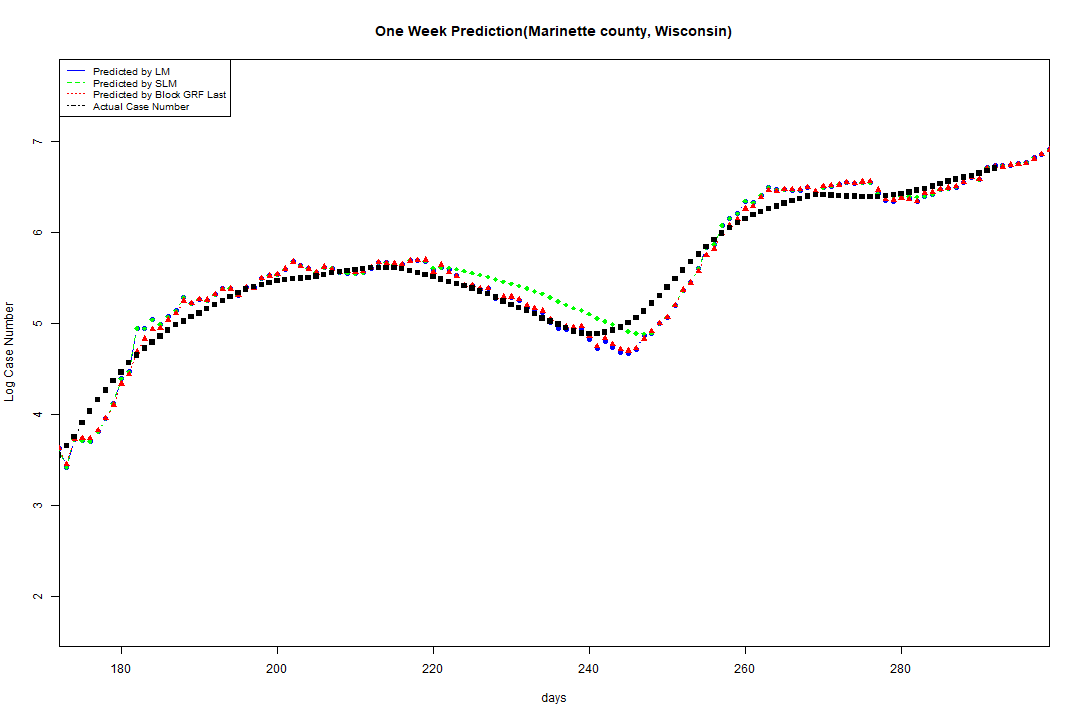 One Week Prediction(Marinette county, Wisconsin)
Predicted by LM
Predicted by SLM
Predicted by Block GRF Last
Actual Case Number
7
6
5
4
3
2
Log Case Number
180 200 220 240 260 280
days